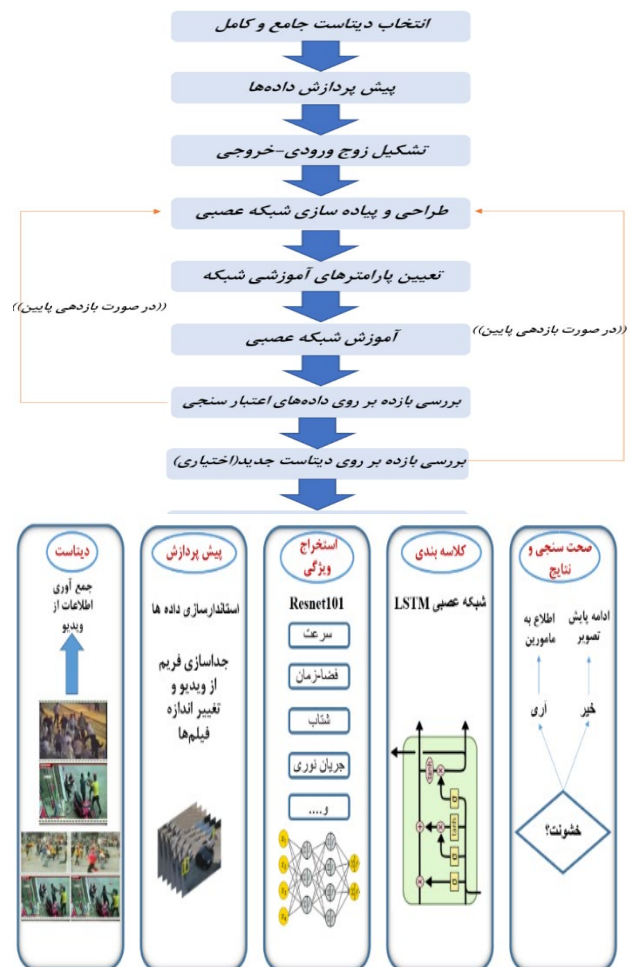 انتخاب دیتاست جامع و کامل
پیش پردازش داده‌ها
تشکیل زوج ورودی-خروجی
طراحی و پیاده سازی شبکه عصبی
تعیین پارامترهای آموزشی شبکه
((در صورت بازدهی پایین))
آموزش شبکه عصبی
((در صورت بازدهی پایین))
بررسی بازده بر روی داده‌های اعتبار سنجی
بررسی بازده بر روی دیتاست جدید(اختیاری)
دیتاست
جمع آوری
اطلاعات از
ویدیو
پیش پردازش
استاندارسازی داده ها
جداسازی فریم
از ویدیو و
تغییر اندازه
فیلم‌ها
استخراج
ویژگی
Resnet101
سرعت
فضا-زمان
شتاب
جریان نوری
و....
کلاسه بندی
شبکه عصبی LSTM
صحت سنجی و
نتایج
ادامه پایش
تصویر
اطلاع به
مامورین
خیر
آری
خشونت؟